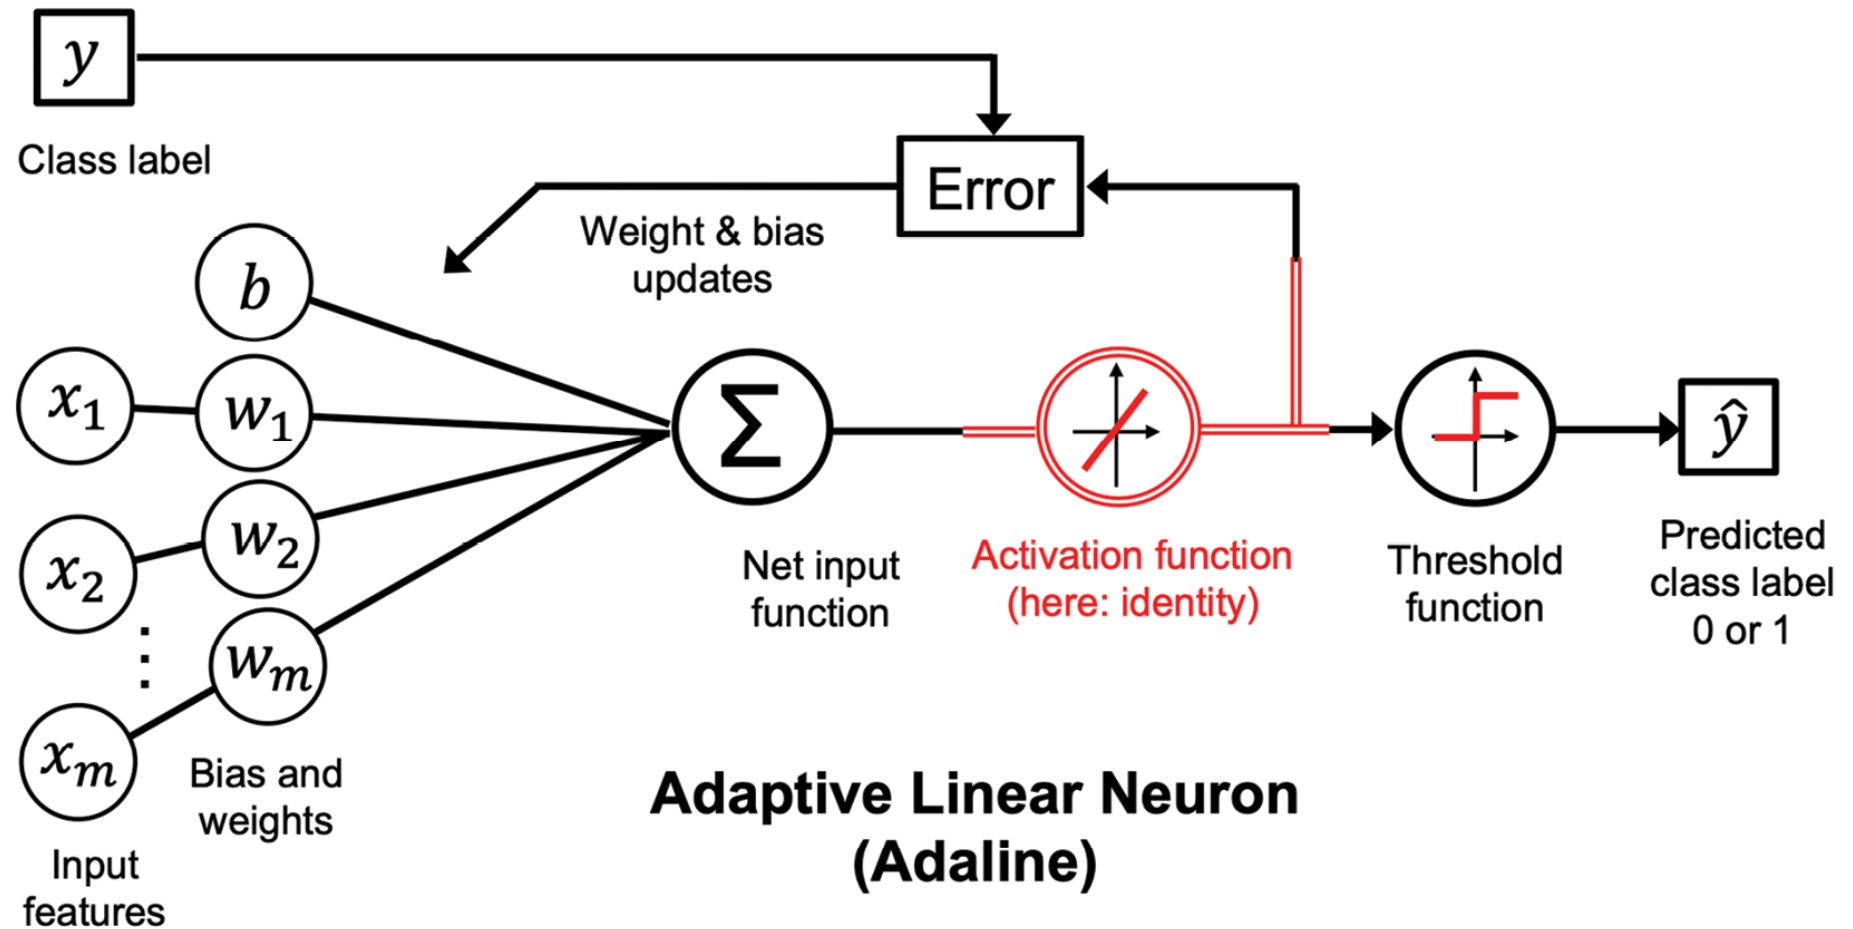 y
Class label
Error
Weight & bias
updates
b
x₁
w₁
x₂
w₂
⋮
xₘ
wₘ
Σ
ŷ
Net input
function
Activation function
(here: identity)
Threshold
function
Predicted
class label
0 or 1
Bias and
weights
Input
features
Adaptive Linear Neuron
(Adaline)